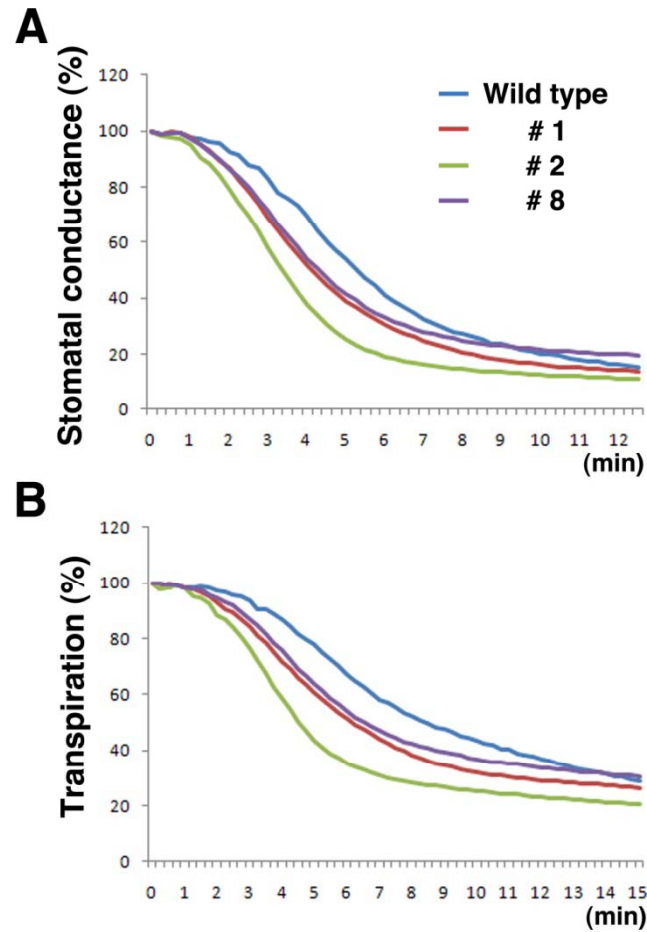 A
Stomatal conductance (%)
120
100
80
60
40
20
0
0 1 2 3 4 5 6 7 8 9 10 11 12
(min)
Wild type
# 1
# 2
# 8
B
Transpiration (%)
120
100
80
60
40
20
0
0 1 2 3 4 5 6 7 8 9 10 11 12 13 14 15
(min)